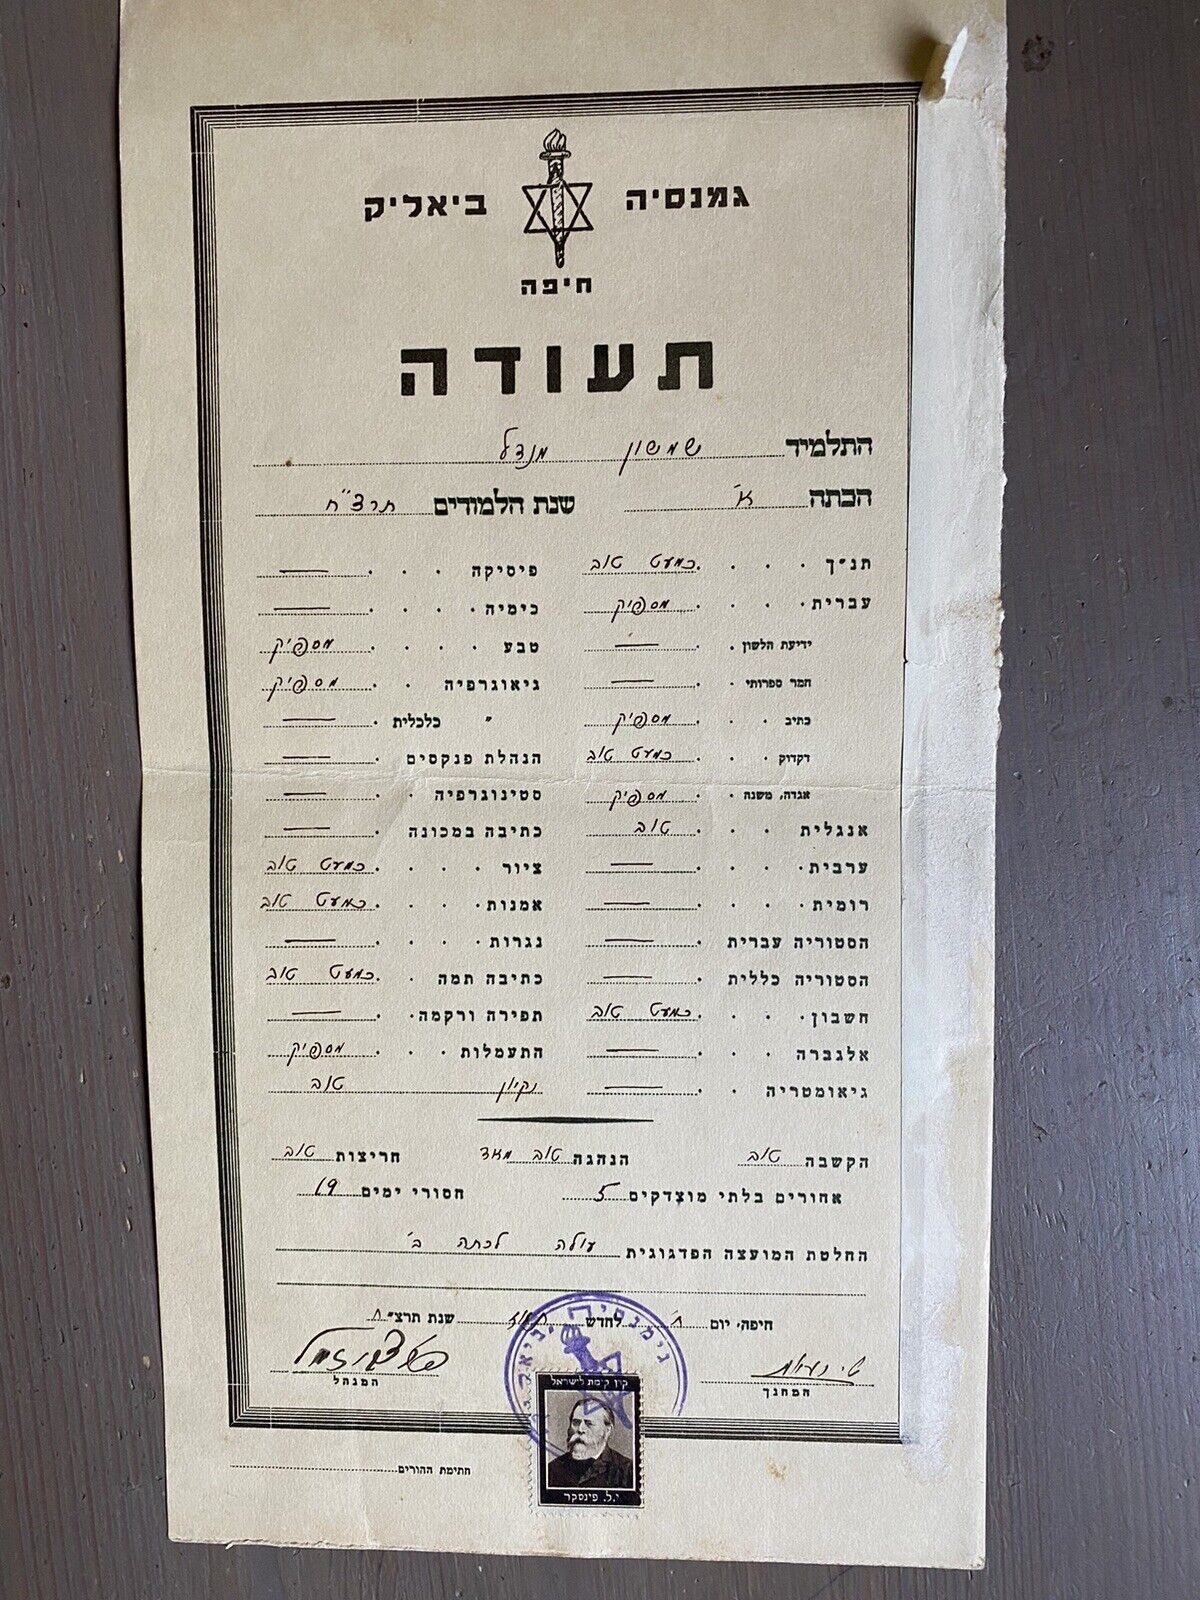 גמנסיה ביאליק
חיפה
תעודה
התלמיד שמשון מנדל
הכתה א' שנת הלמודים תרצ"ח
תנ"ך כמעט טוב פיסיקה —
עברית מספיק כימיה —
ידיעת הלשון — טבע מספיק
חמר ספרותי — גיאוגרפיה מספיק
כתיב מספיק " כלכלית —
דקדוק כמעט טוב הנהלת פנקסים —
אגדה, משנה מספיק סטינוגרפיה —
אנגלית טוב כתיבה במכונה —
ערבית — ציור כמעט טוב
רומית — אמנות כמעט טוב
הסטוריה עברית — נגרות —
הסטוריה כללית — כתיבה תמה כמעט טוב
חשבון כמעט טוב תפירה ורקמה —
אלגברה — התעמלות מספיק
גיאומטריה — נקיון טוב
הקשבה טוב הנהגה טוב מאד חריצות טוב
אחורים בלתי מוצדקים 5 חסורי ימים 19
החלטת המועצה הפדגוגית עולה לכתה ב'
חיפה, יום ח' לחדש תמוז שנת תרצ"ח
המחנך המנהל
גימנסיה ביאליק
קרן קימת לישראל
י.ל. פינסקר
חתימת ההורים